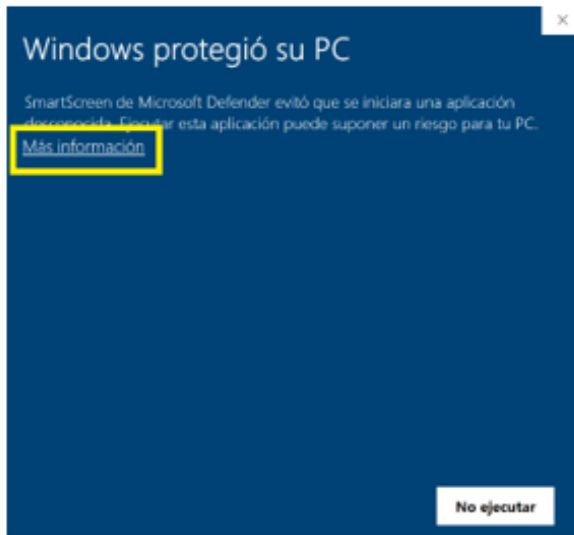 Windows protegió su PC
SmartScreen de Microsoft Defender evitó que se iniciara una aplicación
desconocida. Ejecutar esta aplicación puede suponer un riesgo para tu PC.
Más información
No ejecutar